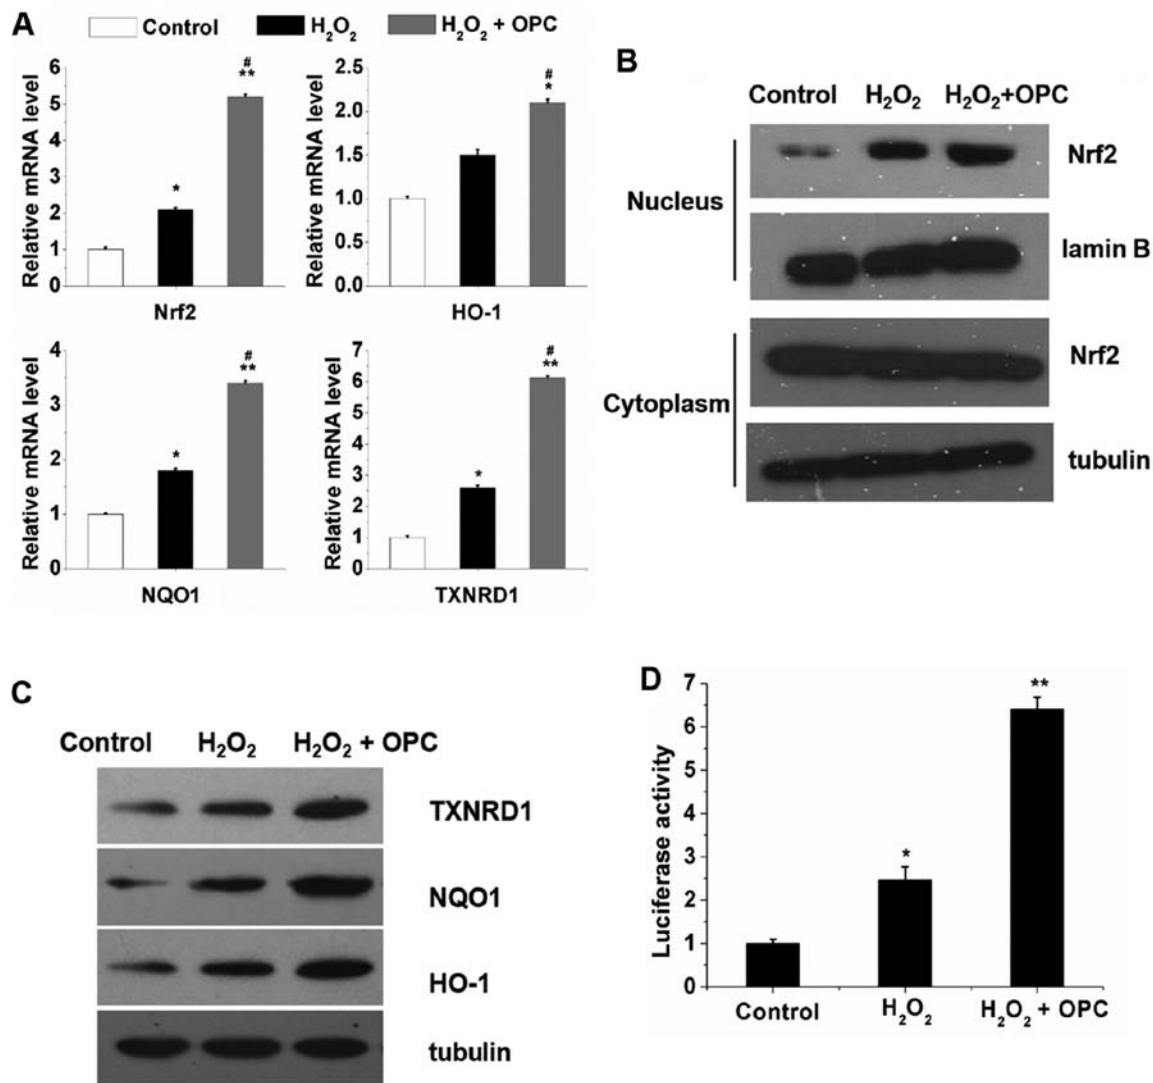 A
Control H₂O₂ H₂O₂ + OPC
Relative mRNA level
6
5
4
3
2
1
0
*
#
**
Nrf2
Relative mRNA level
2.5
2.0
1.5
1.0
0.5
0.0
#
*
HO-1
Relative mRNA level
4
3
2
1
0
*
#
**
NQO1
Relative mRNA level
7
6
5
4
3
2
1
0
*
#
**
TXNRD1
B
Control H₂O₂ H₂O₂+OPC
Nucleus
Nrf2
lamin B
Cytoplasm
Nrf2
tubulin
C
Control H₂O₂ H₂O₂ + OPC
TXNRD1
NQO1
HO-1
tubulin
D
Luciferase activity
7
6
5
4
3
2
1
0
*
**
Control H₂O₂ H₂O₂ + OPC